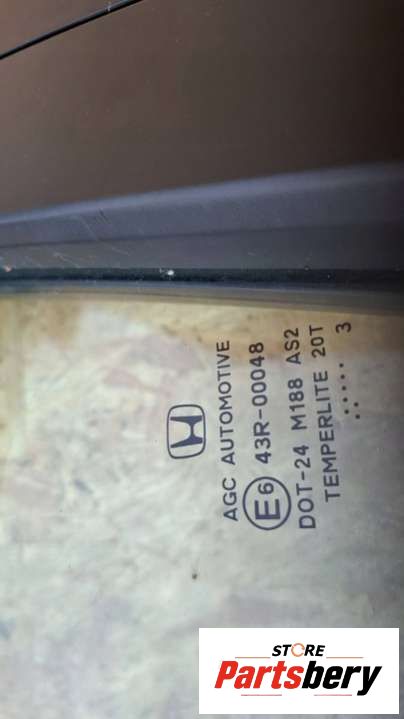 AGC AUTOMOTIVE
E6 43R-00048
DOT-24 M188 AS2
TEMPERLITE 20T
....... 3
STORE
Partsbery